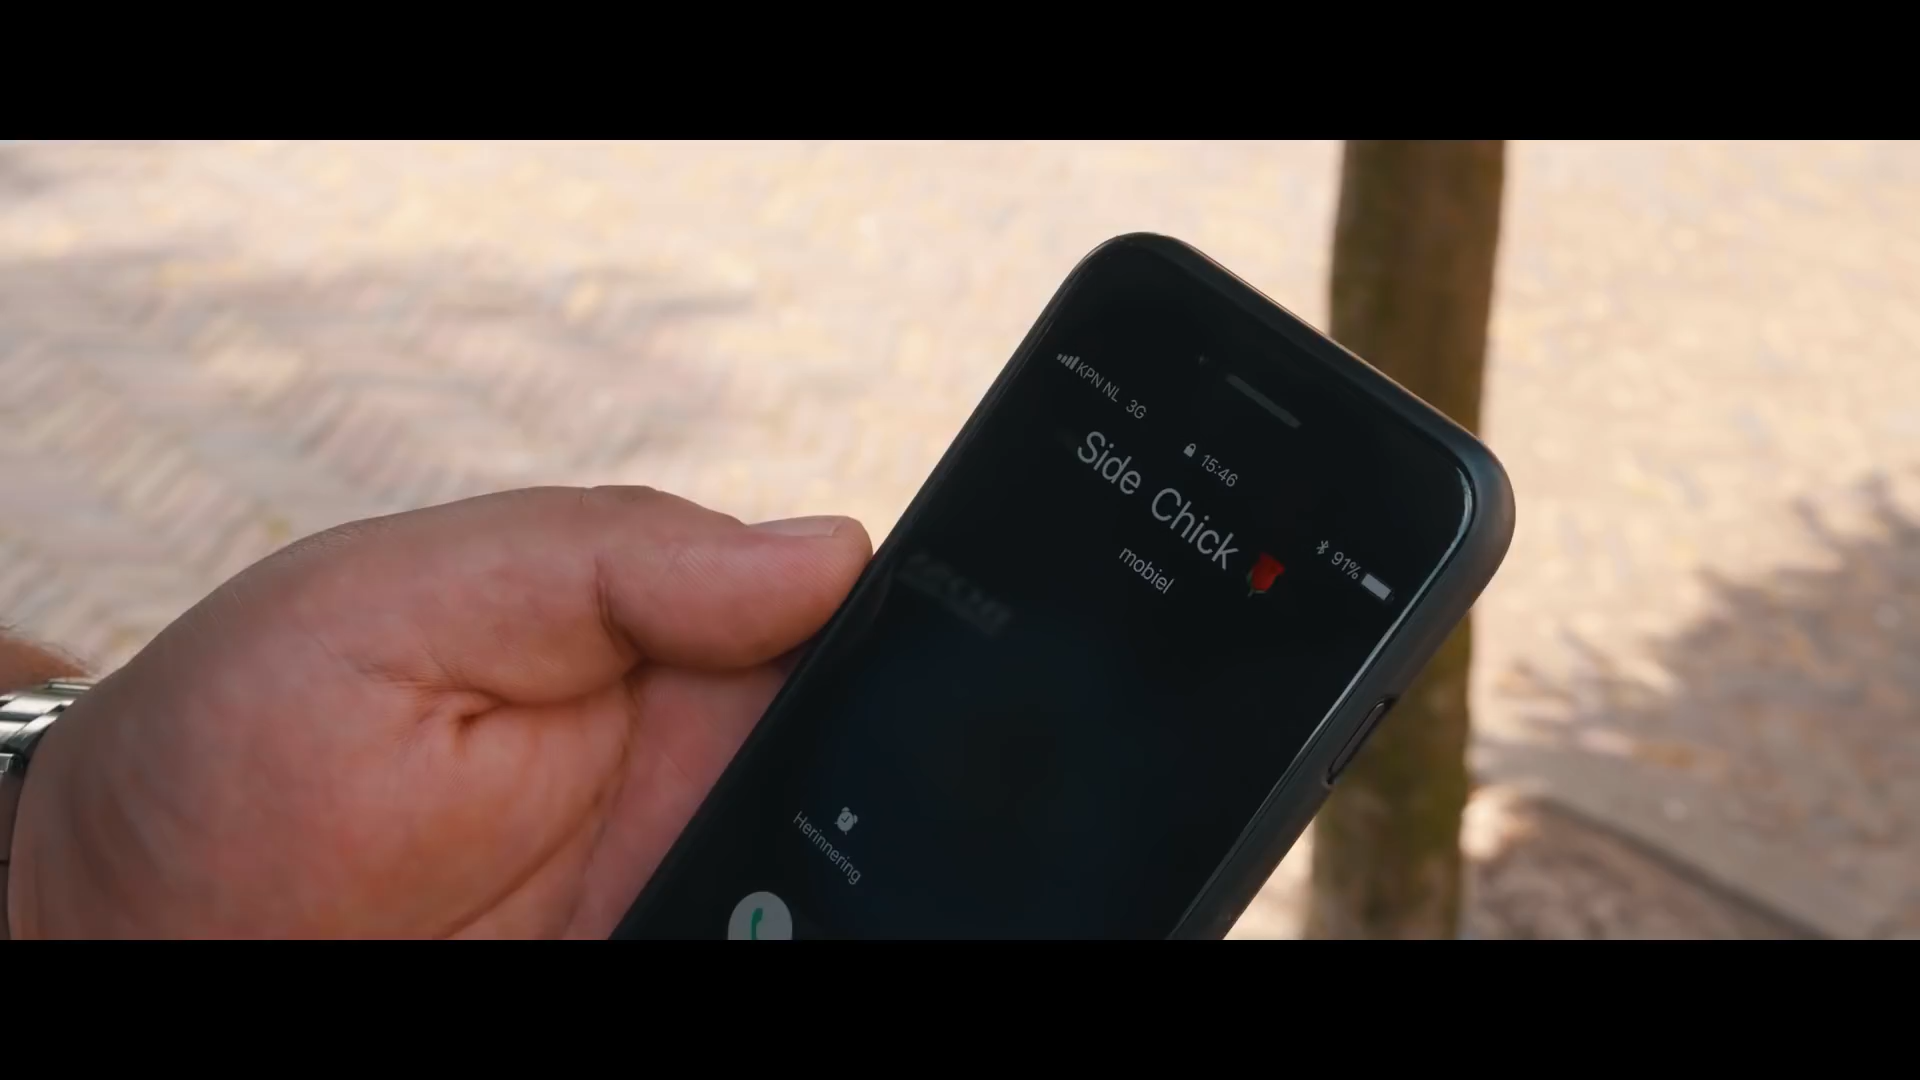 KPN NL 3G
15:46
91%
Side Chick🌹
mobiel
Herinnering